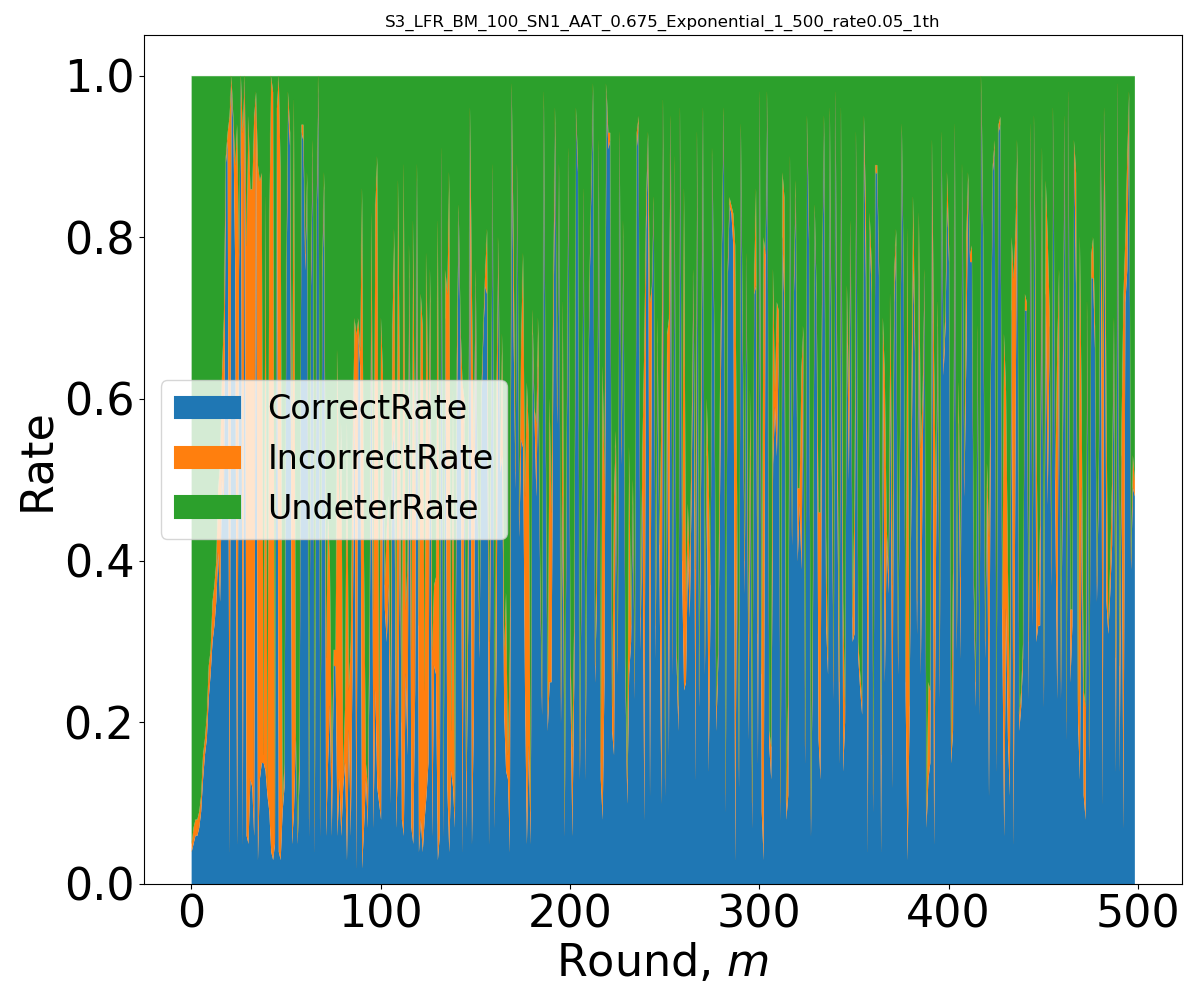 S3_LFR_BM_100_SN1_AAT_0.675_Exponential_1_500_rate0.05_1th
1.0
0.8
0.6
0.4
0.2
0.0
Rate
CorrectRate
IncorrectRate
UndeterRate
0 100 200 300 400 500
Round, m